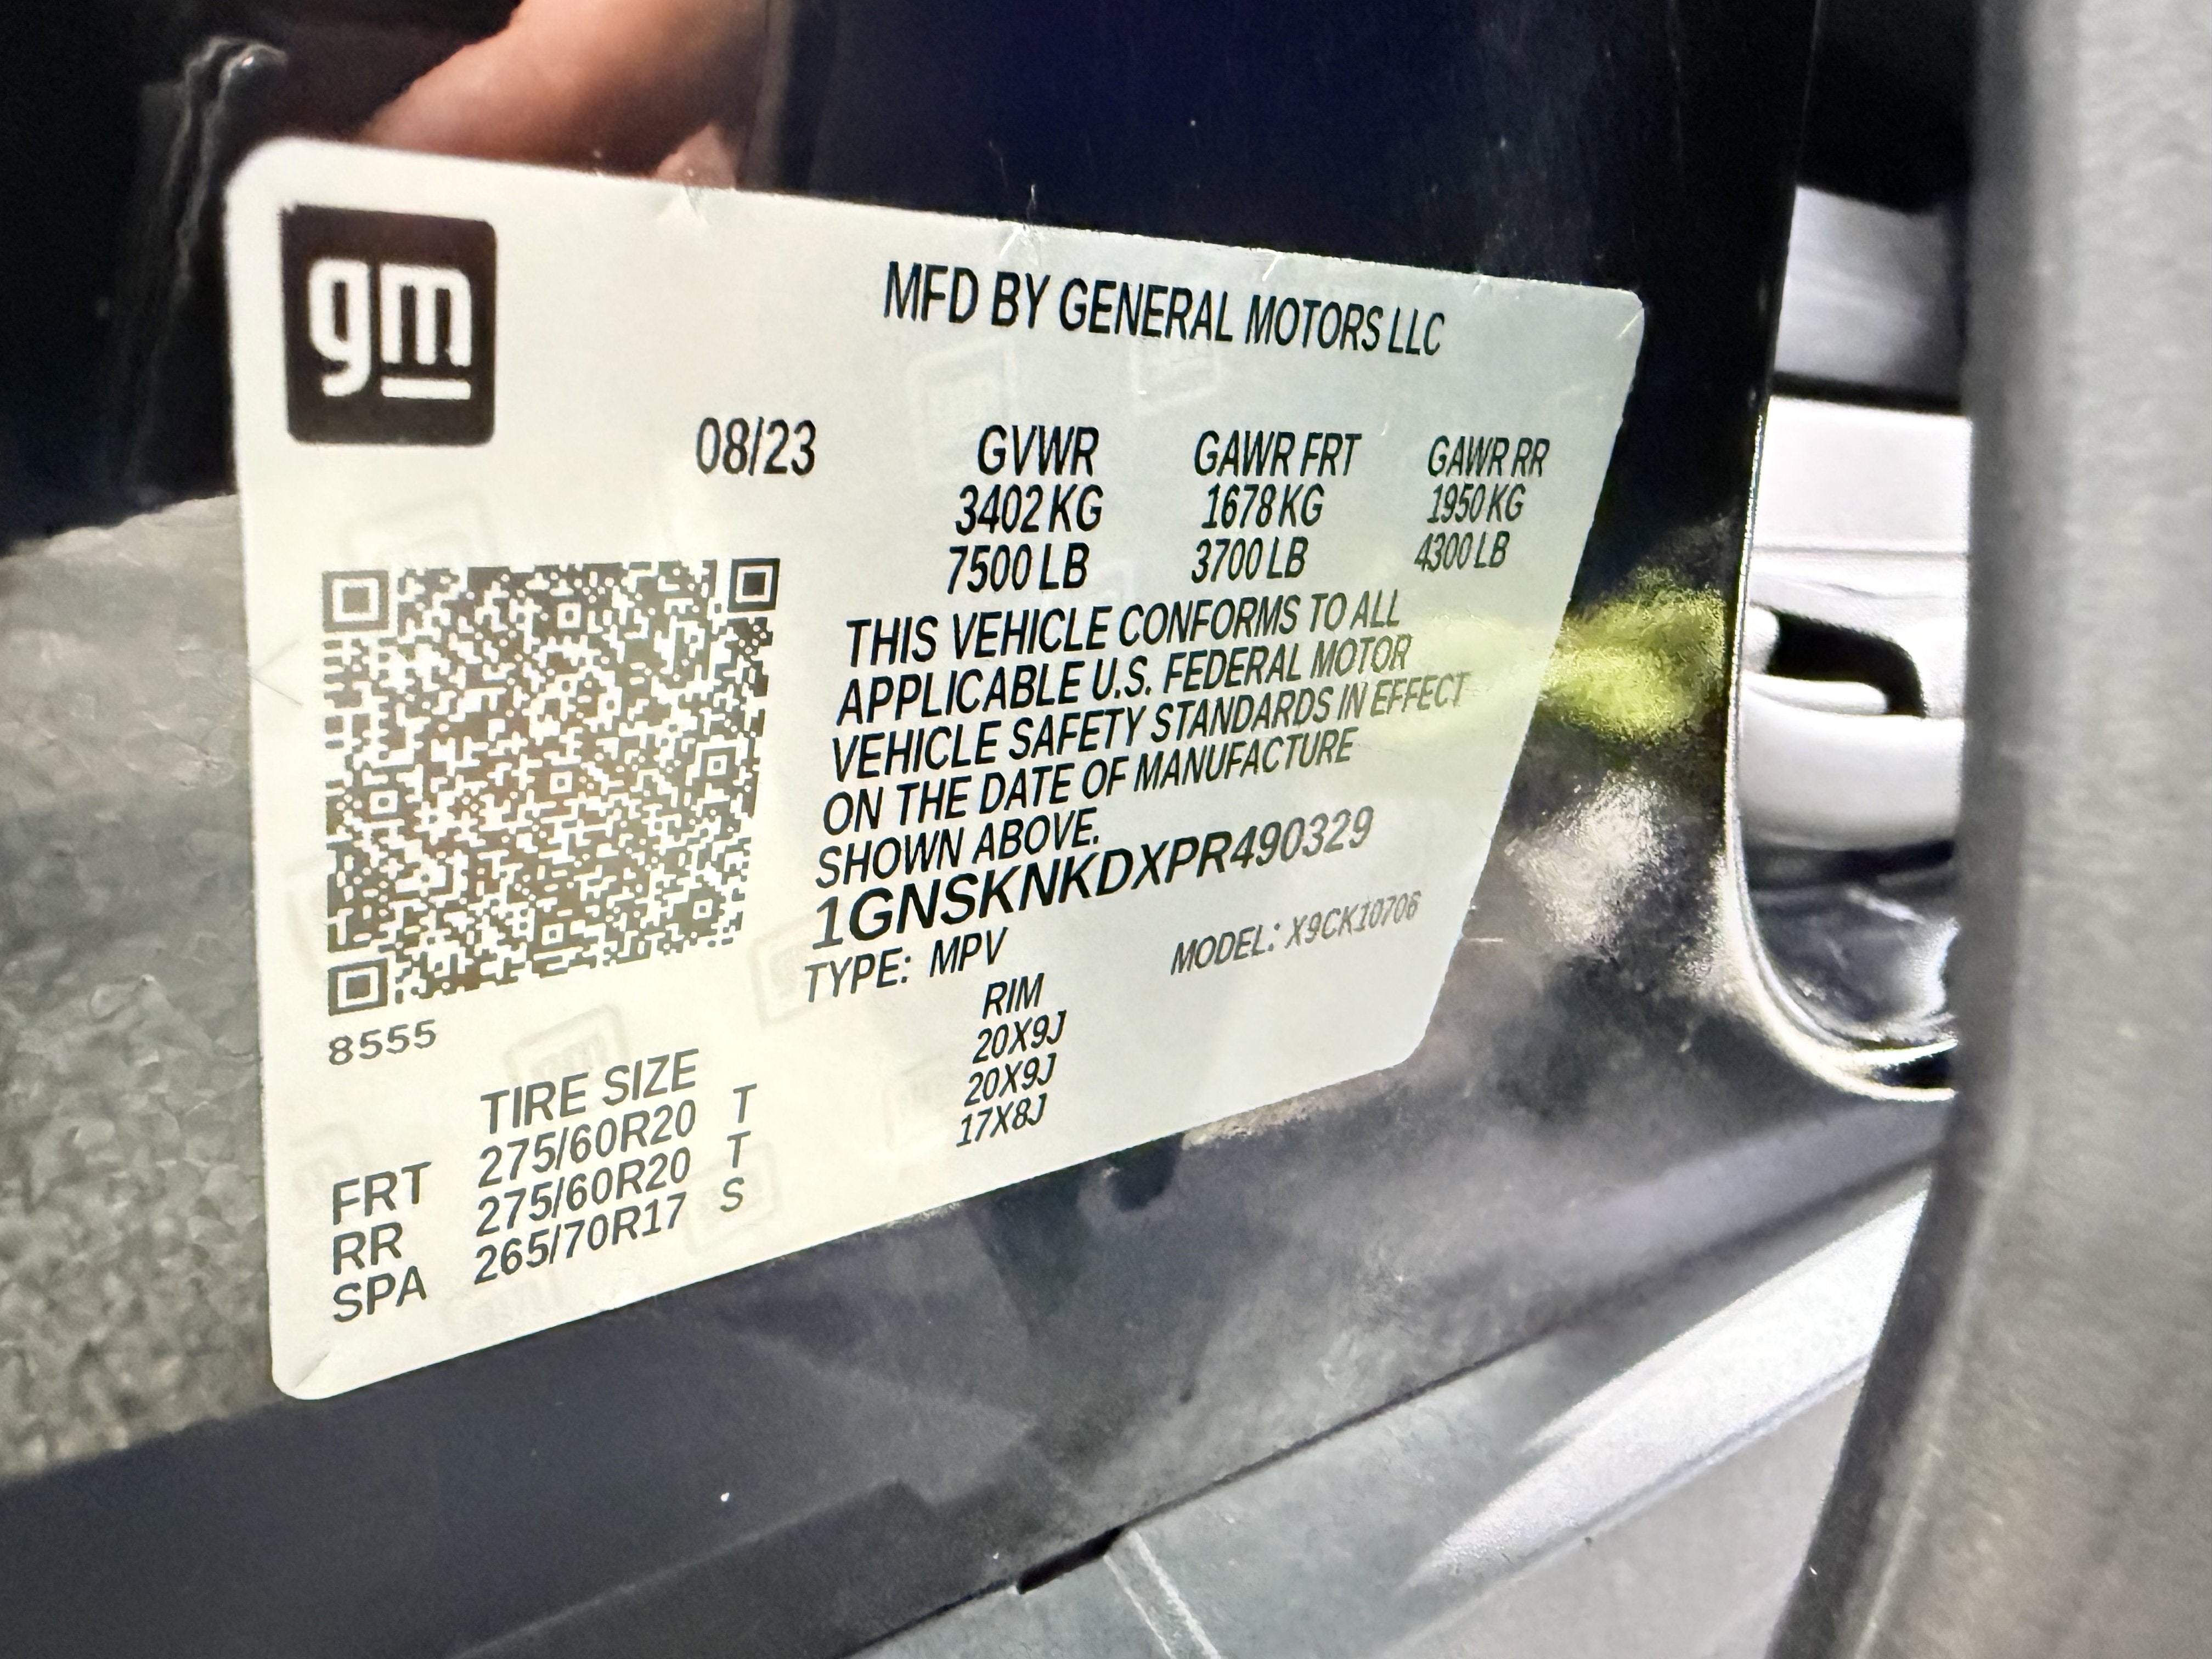 gm
MFD BY GENERAL MOTORS LLC
08/23 GVWR GAWR FRT GAWR RR
3402 KG 1678 KG 1950 KG
7500 LB 3700 LB 4300 LB
THIS VEHICLE CONFORMS TO ALL
APPLICABLE U.S. FEDERAL MOTOR
VEHICLE SAFETY STANDARDS IN EFFECT
ON THE DATE OF MANUFACTURE
SHOWN ABOVE.
1GNSKNKDXPR490329
TYPE: MPV MODEL: X9CK10706
8555
TIRE SIZE RIM
FRT 275/60R20 T 20X9J
RR 275/60R20 T 20X9J
SPA 265/70R17 S 17X8J